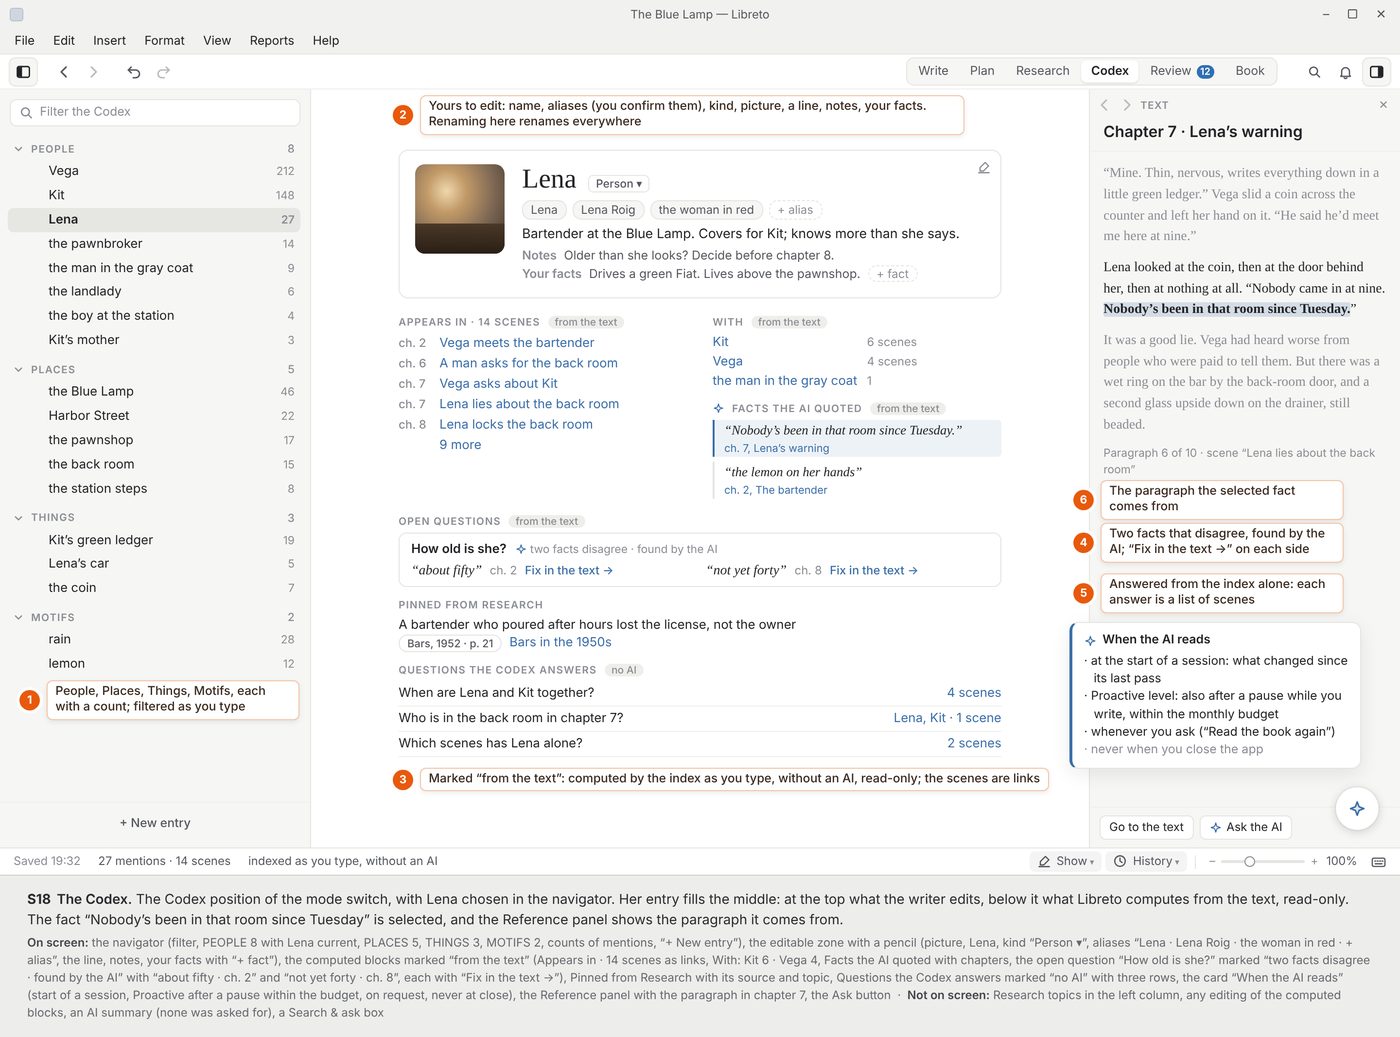 The Blue Lamp — Libreto
File Edit Insert Format View Reports Help
Write Plan Research Codex Review 12 Book
Filter the Codex
PEOPLE 8
Vega 212
Kit 148
Lena 27
the pawnbroker 14
the man in the gray coat 9
the landlady 6
the boy at the station 4
Kit’s mother 1
PLACES 5
the Blue Lamp 46
Harbor Street 22
the pawnshop 17
the back room 15
the station steps 8
THINGS 3
Kit’s green ledger 19
Lena’s car 5
the coin 7
MOTIFS 2
rain 28
lemon 12
1
People, Places, Things, Motifs, each
with a count; filtered as you type
+ New entry
2
Yours to edit: name, aliases (you confirm them), kind, picture, a line, notes, your facts.
Renaming here renames everywhere
Lena Person ▾
Lena Lena Roig the woman in red + alias
Bartender at the Blue Lamp. Covers for Kit; knows more than she says.
Notes Older than she looks? Decide before chapter 8.
Your facts Drives a green Fiat. Lives above the pawnshop. + fact
APPEARS IN · 14 SCENES from the text
ch. 2 Vega meets the bartender
ch. 6 A man asks for the back room
ch. 7 Vega asks about Kit
ch. 7 Lena lies about the back room
ch. 8 Lena locks the back room
9 more
WITH from the text
Kit 6 scenes
Vega 4 scenes
the man in the gray coat 1
FACTS THE AI QUOTED from the text
“Nobody’s been in that room since Tuesday.”
ch. 7, Lena’s warning
“the lemon on her hands”
ch. 2, The bartender
OPEN QUESTIONS from the text
How old is she? two facts disagree · found by the AI
“about fifty” ch. 2 Fix in the text → “not yet forty” ch. 8 Fix in the text →
PINNED FROM RESEARCH
A bartender who poured after hours lost the license, not the owner
Bars, 1952 · p. 21 Bars in the 1950s
QUESTIONS THE CODEX ANSWERS no AI
When are Lena and Kit together? 4 scenes
Who is in the back room in chapter 7? Lena, Kit · 1 scene
Which scenes has Lena alone? 2 scenes
3
Marked “from the text”: computed by the index as you type, without an AI, read-only; the scenes are links
TEXT
Chapter 7 · Lena’s warning
“Mine. Thin, nervous, writes everything down in a
little green ledger.” Vega slid a coin across the
counter and left her hand on it. “He said he’d meet
me here at nine.”
Lena looked at the coin, then at the door behind
her, then at nothing at all. “Nobody came in at nine.
Nobody’s been in that room since Tuesday.”
It was a good lie. Vega had heard worse from
people who were paid to tell them. But there was a
wet ring on the bar by the back-room door, and a
second glass upside down on the drainer, still
beaded.
Paragraph 6 of 10 · scene “Lena lies about the back
room”
6
The paragraph the selected fact
comes from
4
Two facts that disagree, found by the
AI; “Fix in the text →” on each side
5
Answered from the index alone: each
answer is a list of scenes
When the AI reads
· at the start of a session: what changed since
its last pass
· Proactive level: also after a pause while you
write, within the monthly budget
· whenever you ask (“Read the book again”)
· never when you close the app
Go to the text Ask the AI
Saved 19:32 27 mentions · 14 scenes indexed as you type, without an AI
Show ▾ History ▾ − + 100%
S18 The Codex. The Codex position of the mode switch, with Lena chosen in the navigator. Her entry fills the middle: at the top what the writer edits, below it what Libreto computes from the text, read-only.
The fact “Nobody’s been in that room since Tuesday” is selected, and the Reference panel shows the paragraph it comes from.
On screen: the navigator (filter, PEOPLE 8 with Lena current, PLACES 5, THINGS 3, MOTIFS 2, counts of mentions, “+ New entry”), the editable zone with a pencil (picture, Lena, kind “Person ▾”, aliases “Lena · Lena Roig · the woman in red · +
alias”, the line, notes, your facts with “+ fact”), the computed blocks marked “from the text” (Appears in · 14 scenes as links, With: Kit 6 · Vega 4, Facts the AI quoted with chapters, the open question “How old is she?” marked “two facts disagree
· found by the AI” with “about fifty · ch. 2” and “not yet forty · ch. 8”, each with “Fix in the text →”), Pinned from Research with its source and topic, Questions the Codex answers marked “no AI” with three rows, the card “When the AI reads”
(start of a session, Proactive after a pause within the budget, on request, never at close), the Reference panel with the paragraph in chapter 7, the Ask button · Not on screen: Research topics in the left column, any editing of the computed
blocks, an AI summary (none was asked for), a Search & ask box